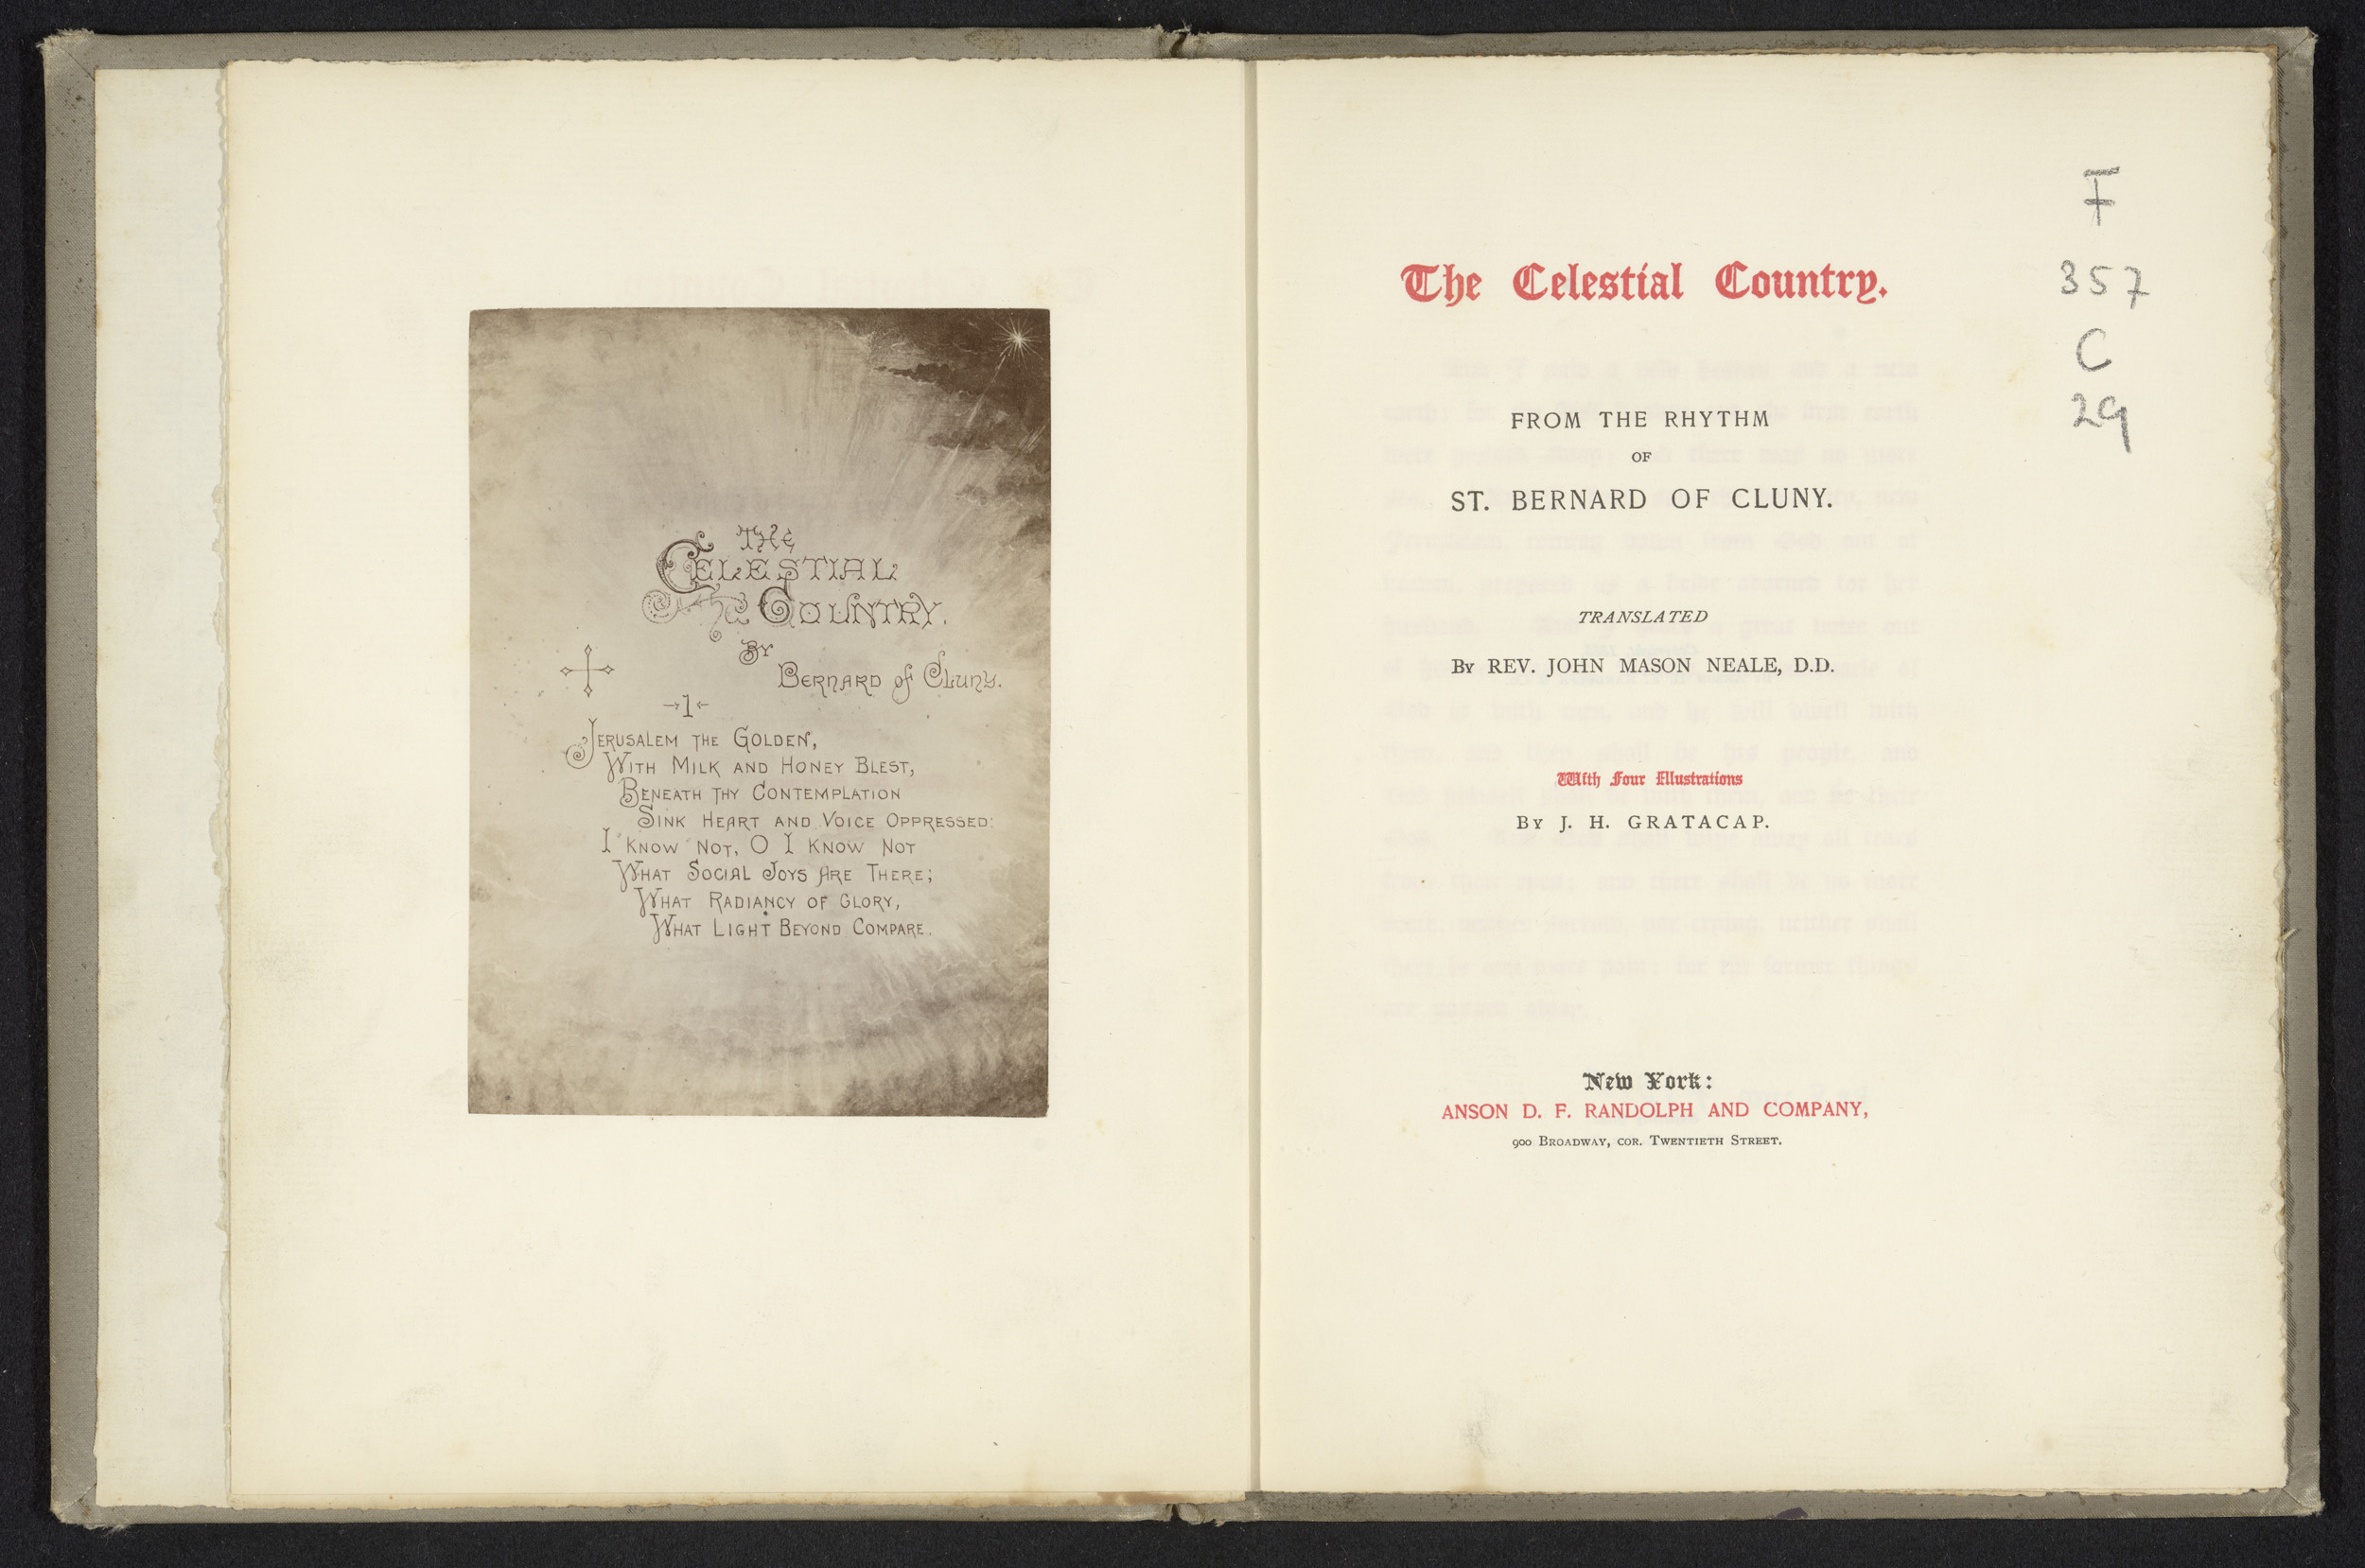 THE
CELESTIAL
COUNTRY.
BY
BERNARD of CLUNY.
1
JERUSALEM THE GOLDEN,
WITH MILK AND HONEY BLEST,
BENEATH THY CONTEMPLATION
SINK HEART AND VOICE OPPRESSED:
I KNOW NOT, O I KNOW NOT
WHAT SOCIAL JOYS ARE THERE;
WHAT RADIANCY OF GLORY,
WHAT LIGHT BEYOND COMPARE.
The Celestial Country.
FROM THE RHYTHM
OF
ST. BERNARD OF CLUNY.
TRANSLATED
BY REV. JOHN MASON NEALE, D.D.
With Four Illustrations
BY J. H. GRATACAP.
New York:
ANSON D. F. RANDOLPH AND COMPANY,
900 BROADWAY, COR. TWENTIETH STREET.
F
357
C
29